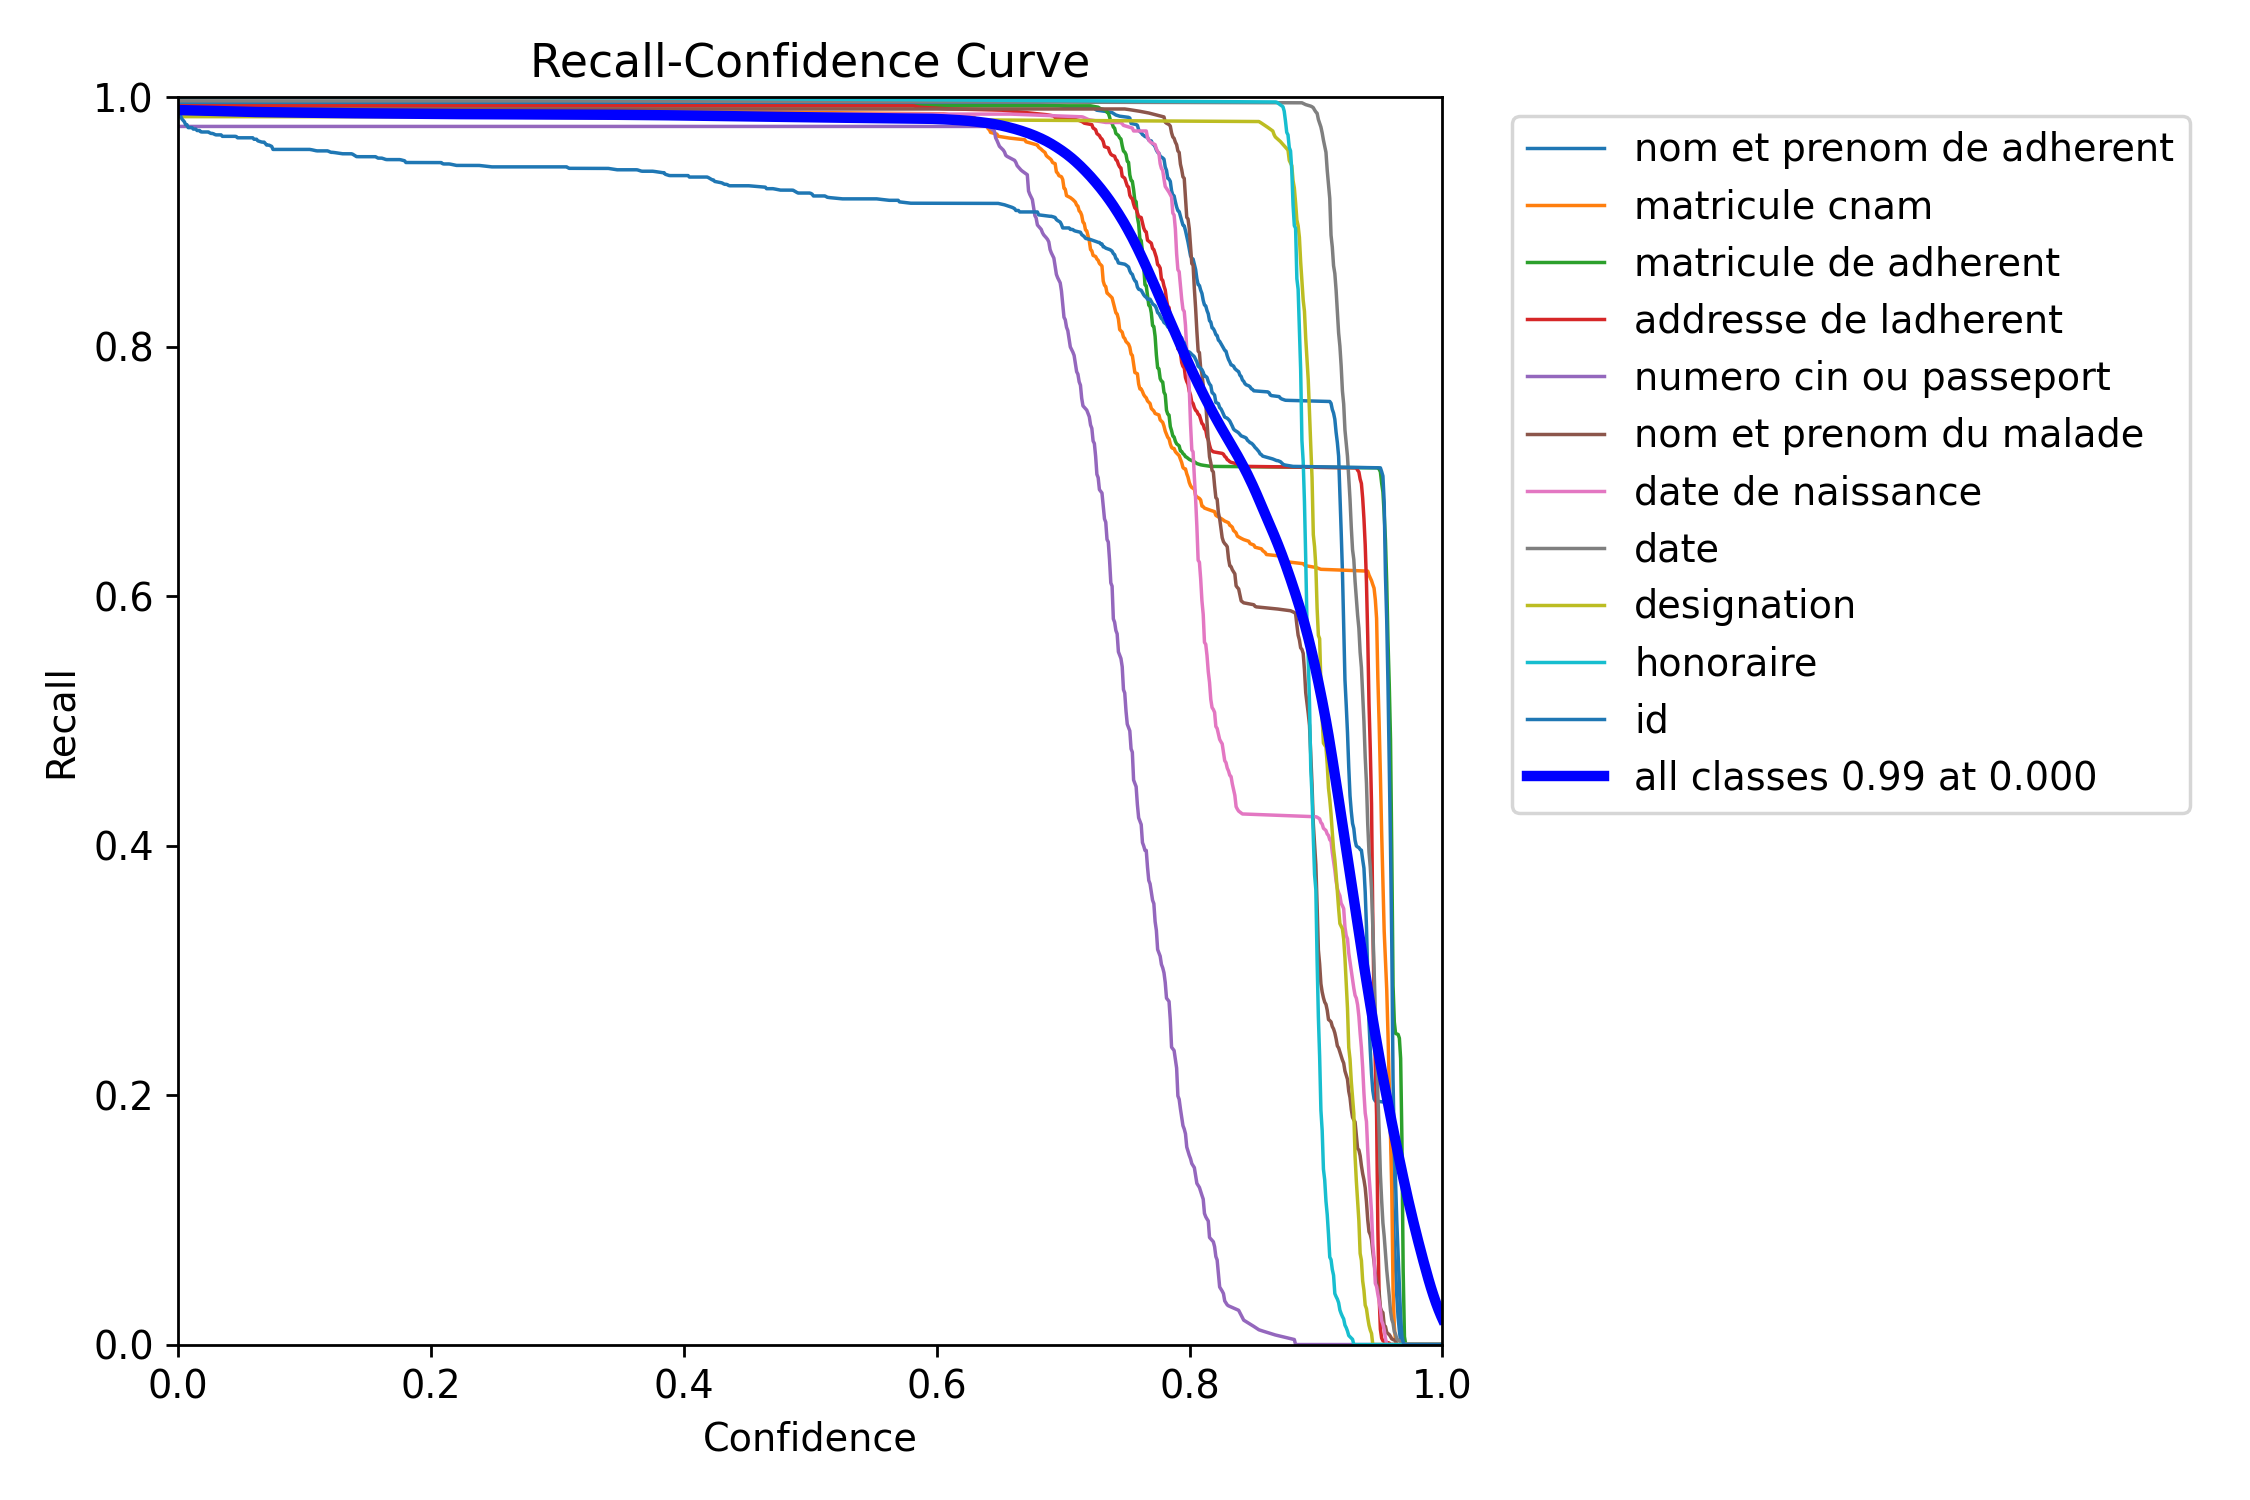 Recall-Confidence Curve
1.0
0.8
0.6
0.4
0.2
0.0
Recall
0.0 0.2 0.4 0.6 0.8 1.0
Confidence
nom et prenom de adherent
matricule cnam
matricule de adherent
addresse de ladherent
numero cin ou passeport
nom et prenom du malade
date de naissance
date
designation
honoraire
id
all classes 0.99 at 0.000